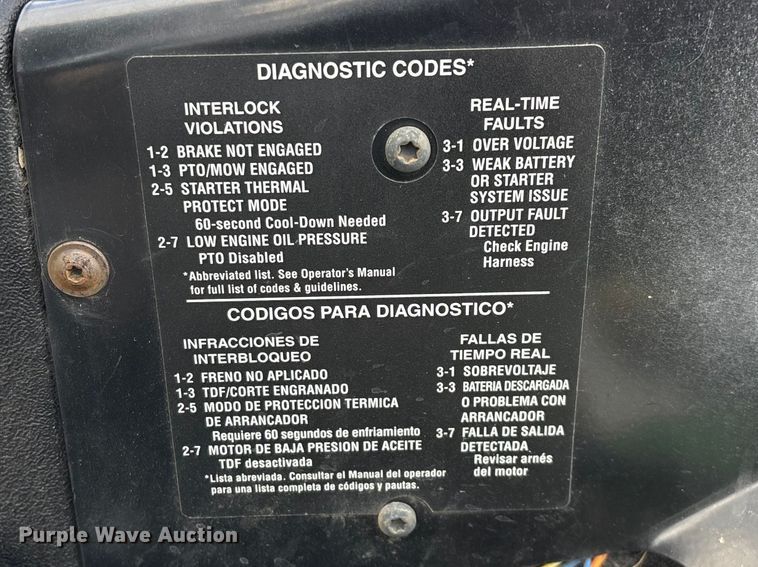 DIAGNOSTIC CODES*
INTERLOCK
VIOLATIONS
1-2 BRAKE NOT ENGAGED
1-3 PTO/MOW ENGAGED
2-5 STARTER THERMAL
PROTECT MODE
60-second Cool-Down Needed
2-7 LOW ENGINE OIL PRESSURE
PTO Disabled
*Abbreviated list. See Operator's Manual
for full list of codes & guidelines.
REAL-TIME
FAULTS
3-1 OVER VOLTAGE
3-3 WEAK BATTERY
OR STARTER
SYSTEM ISSUE
3-7 OUTPUT FAULT
DETECTED
Check Engine
Harness
CODIGOS PARA DIAGNOSTICO*
INFRACCIONES DE
INTERBLOQUEO
1-2 FRENO NO APLICADO
1-3 TDF/CORTE ENGRANADO
2-5 MODO DE PROTECCION TERMICA
DE ARRANCADOR
Requiere 60 segundos de enfriamiento
2-7 MOTOR DE BAJA PRESION DE ACEITE
TDF desactivada
*Lista abreviada. Consultar el Manual del operador
para una lista completa de códigos y pautas.
FALLAS DE
TIEMPO REAL
3-1 SOBREVOLTAJE
3-3 BATERIA DESCARGADA
O PROBLEMA CON
ARRANCADOR
3-7 FALLA DE SALIDA
DETECTADA
Revisar arnés
del motor
Purple Wave Auction